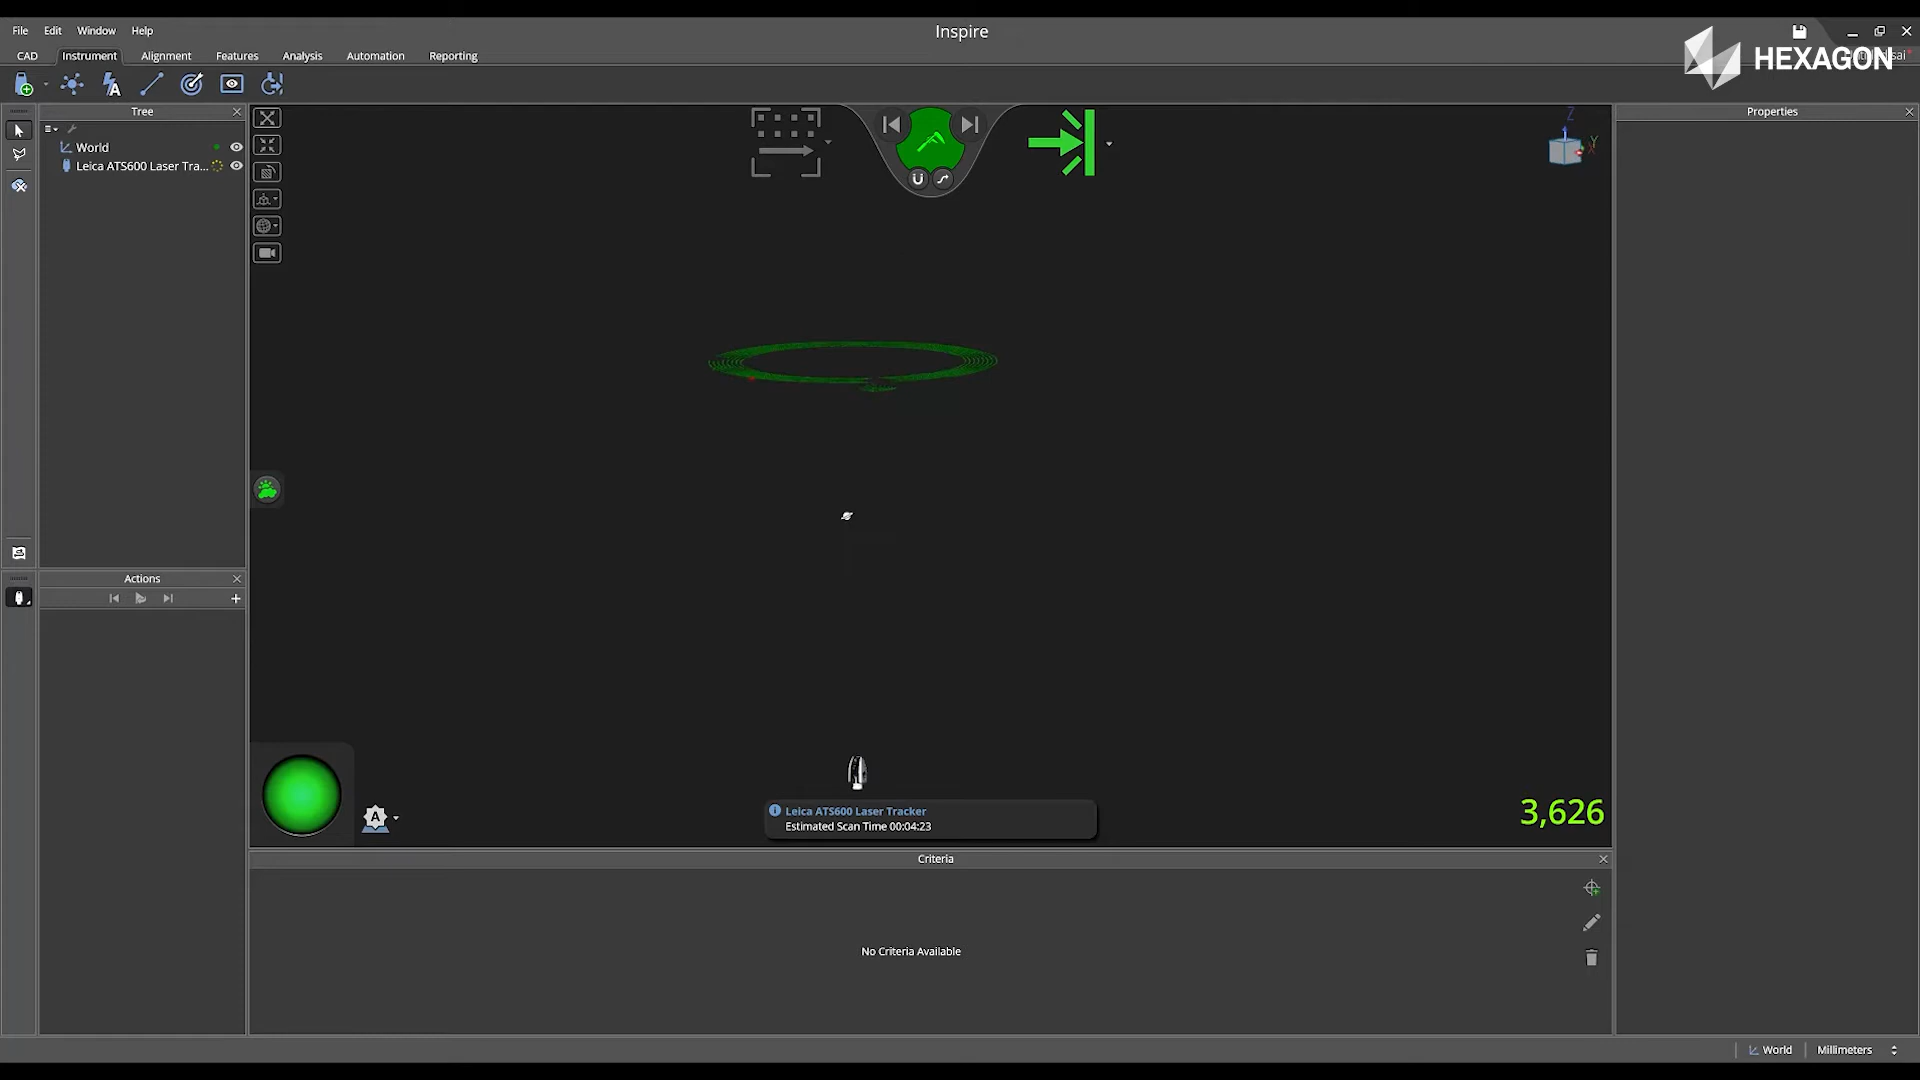 Inspire
File Edit Window Help
HEXAGON
CAD Instrument Alignment Features Analysis Automation Reporting
Tree
Properties
World
Leica ATS600 Laser Tra...
Z
Y
X
Actions
A
Leica ATS600 Laser Tracker
Estimated Scan Time 00:04:23
3,626
Criteria
No Criteria Available
World
Millimeters